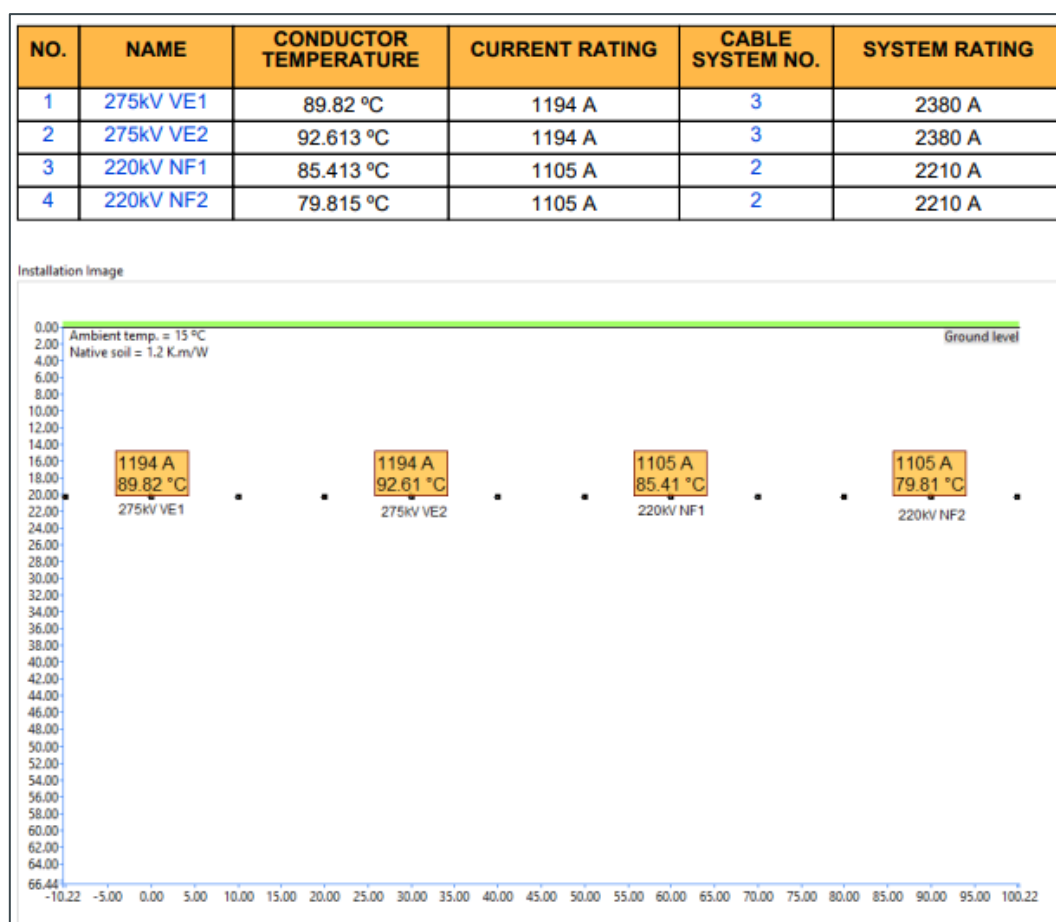 NO. NAME CONDUCTOR TEMPERATURE CURRENT RATING CABLE SYSTEM NO. SYSTEM RATING
1 275kV VE1 89.82 ºC 1194 A 3 2380 A
2 275kV VE2 92.613 ºC 1194 A 3 2380 A
3 220kV NF1 85.413 ºC 1105 A 2 2210 A
4 220kV NF2 79.815 ºC 1105 A 2 2210 A
Installation Image
0.00
Ambient temp. = 15 ºC
Ground level
2.00
Native soil = 1.2 K.m/W
4.00
6.00
8.00
10.00
12.00
14.00
16.00
1194 A 1194 A 1105 A 1105 A
18.00
89.82 °C 92.61 °C 85.41 °C 79.81 °C
20.00
275kV VE1 275kV VE2 220kV NF1 220kV NF2
22.00
24.00
26.00
28.00
30.00
32.00
34.00
36.00
38.00
40.00
42.00
44.00
46.00
48.00
50.00
52.00
54.00
56.00
58.00
60.00
62.00
64.00
66.44
-10.22 -5.00 0.00 5.00 10.00 15.00 20.00 25.00 30.00 35.00 40.00 45.00 50.00 55.00 60.00 65.00 70.00 75.00 80.00 85.00 90.00 95.00 100.22